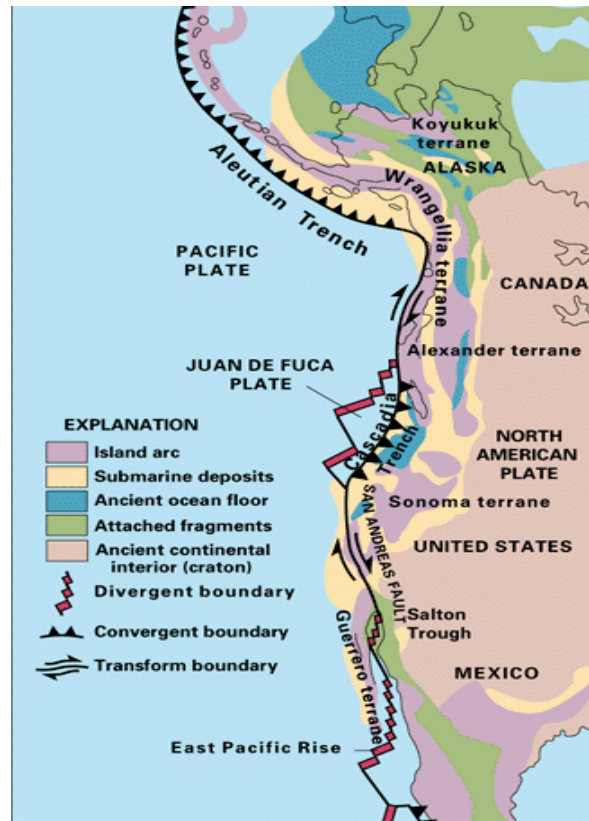 Koyukuk
terrane
ALASKA
Aleutian Trench
Wrangellia terrane
PACIFIC
PLATE
CANADA
Alexander terrane
JUAN DE FUCA
PLATE
Cascadia
Trench
NORTH
AMERICAN
PLATE
EXPLANATION
Island arc
Submarine deposits
Ancient ocean floor
Attached fragments
Ancient continental
interior (craton)
Divergent boundary
Convergent boundary
Transform boundary
Sonoma terrane
SAN ANDREAS FAULT
UNITED STATES
Salton
Trough
Guerrero terrane
MEXICO
East Pacific Rise